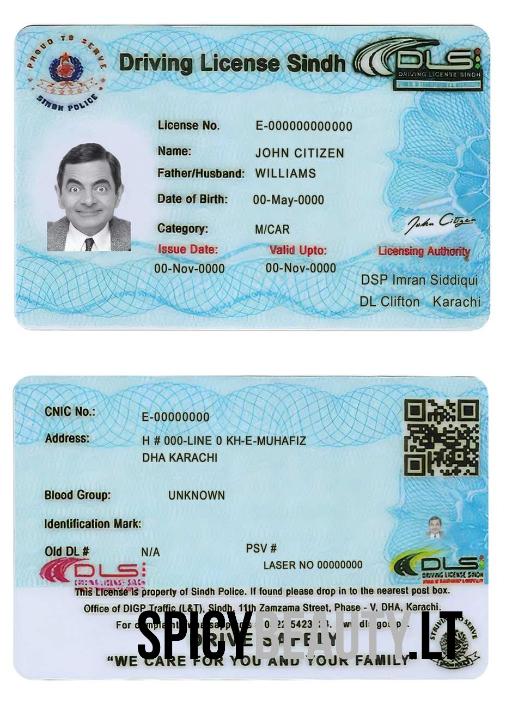 PROUD TO SERVE
SINDH POLICE
Driving License Sindh
DLS
DRIVING LICENSE SINDH
License No. E-000000000000
Name: JOHN CITIZEN
Father/Husband: WILLIAMS
Date of Birth: 00-May-0000
Category: M/CAR
John Citizen
Issue Date: Valid Upto: Licensing Authority
00-Nov-0000 00-Nov-0000
DSP Imran Siddiqui
DL Clifton Karachi
CNIC No.: E-00000000
Address: H # 000-LINE 0 KH-E-MUHAFIZ
DHA KARACHI
Blood Group: UNKNOWN
Identification Mark:
Old DL # N/A PSV #
LASER NO 00000000
DLS
DRIVING LICENSE SINDH
DLS
DRIVING LICENSE SINDH
This License is property of Sindh Police. If found please drop in to the nearest post box.
Office of DIGP Traffic (L&T), Sindh, 11th Zamzama Street, Phase - V, DHA, Karachi.
For
SPICYBEAUTY.LT
DRIVE SAFELY
"WE CARE FOR YOU AND YOUR FAMILY"